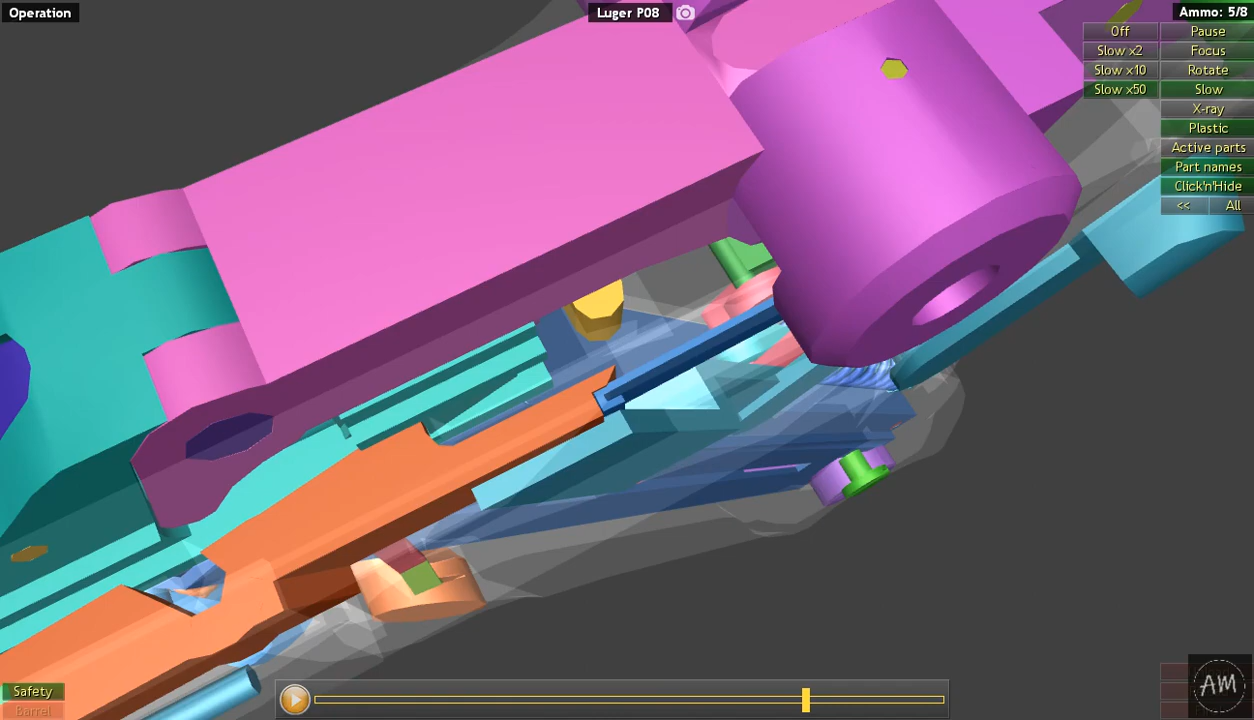 Operation
Luger P08
Ammo: 5/8
Off
Pause
Slow x2
Focus
Slow x10
Rotate
Slow x50
Slow
X-ray
Plastic
Active parts
Part names
Click'n'Hide
<<
All
Safety
Barrel
AM